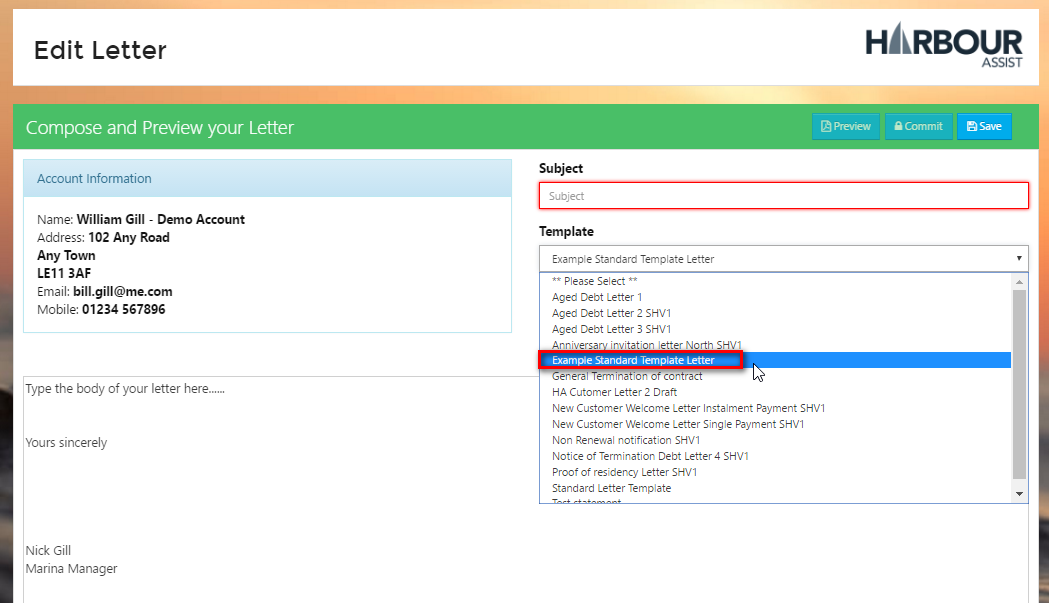 Edit Letter
HARBOUR
ASSIST
Compose and Preview your Letter
Preview
Commit
Save
Account Information
Name: William Gill - Demo Account
Address: 102 Any Road
Any Town
LE11 3AF
Email: bill.gill@me.com
Mobile: 01234 567896
Subject
Subject
Template
Example Standard Template Letter
** Please Select **
Aged Debt Letter 1
Aged Debt Letter 2 SHV1
Aged Debt Letter 3 SHV1
Anniversary invitation letter North SHV1
Example Standard Template Letter
General Termination of contract
HA Cutomer Letter 2 Draft
New Customer Welcome Letter Instalment Payment SHV1
New Customer Welcome Letter Single Payment SHV1
Non Renewal notification SHV1
Notice of Termination Debt Letter 4 SHV1
Proof of residency Letter SHV1
Standard Letter Template
Test statement
Type the body of your letter here......
Yours sincerely
Nick Gill
Marina Manager